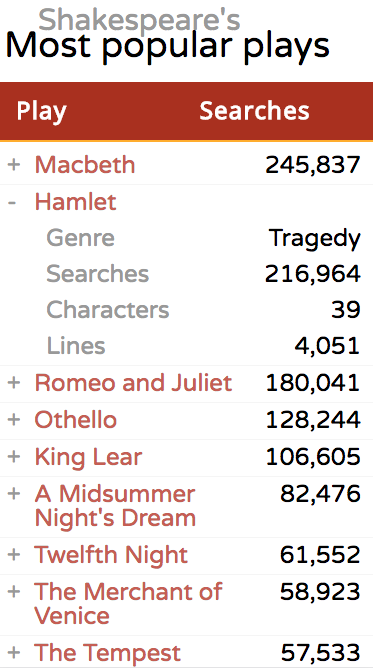 Shakespeare's
Most popular plays
Play Searches
+ Macbeth 245,837
- Hamlet
Genre Tragedy
Searches 216,964
Characters 39
Lines 4,051
+ Romeo and Juliet 180,041
+ Othello 128,244
+ King Lear 106,605
+ A Midsummer 82,476
Night's Dream
+ Twelfth Night 61,552
+ The Merchant of 58,923
Venice
+ The Tempest 57,533